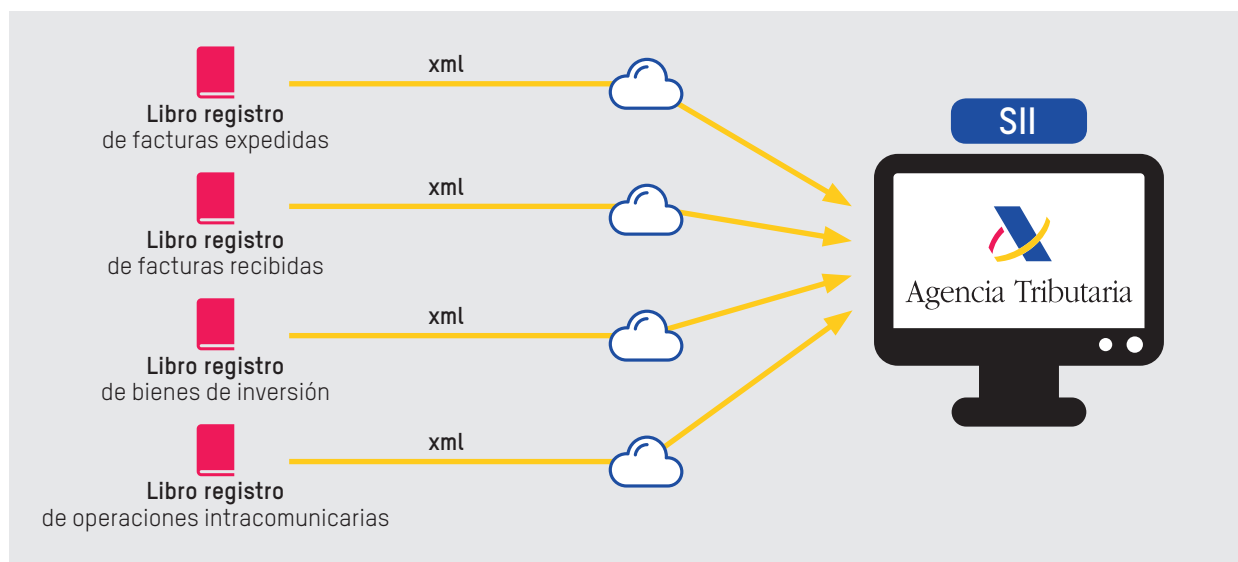 xml
Libro registro
de facturas expedidas
xml
Libro registro
de facturas recibidas
xml
Libro registro
de bienes de inversión
xml
Libro registro
de operaciones intracomunicarias
SII
Agencia Tributaria